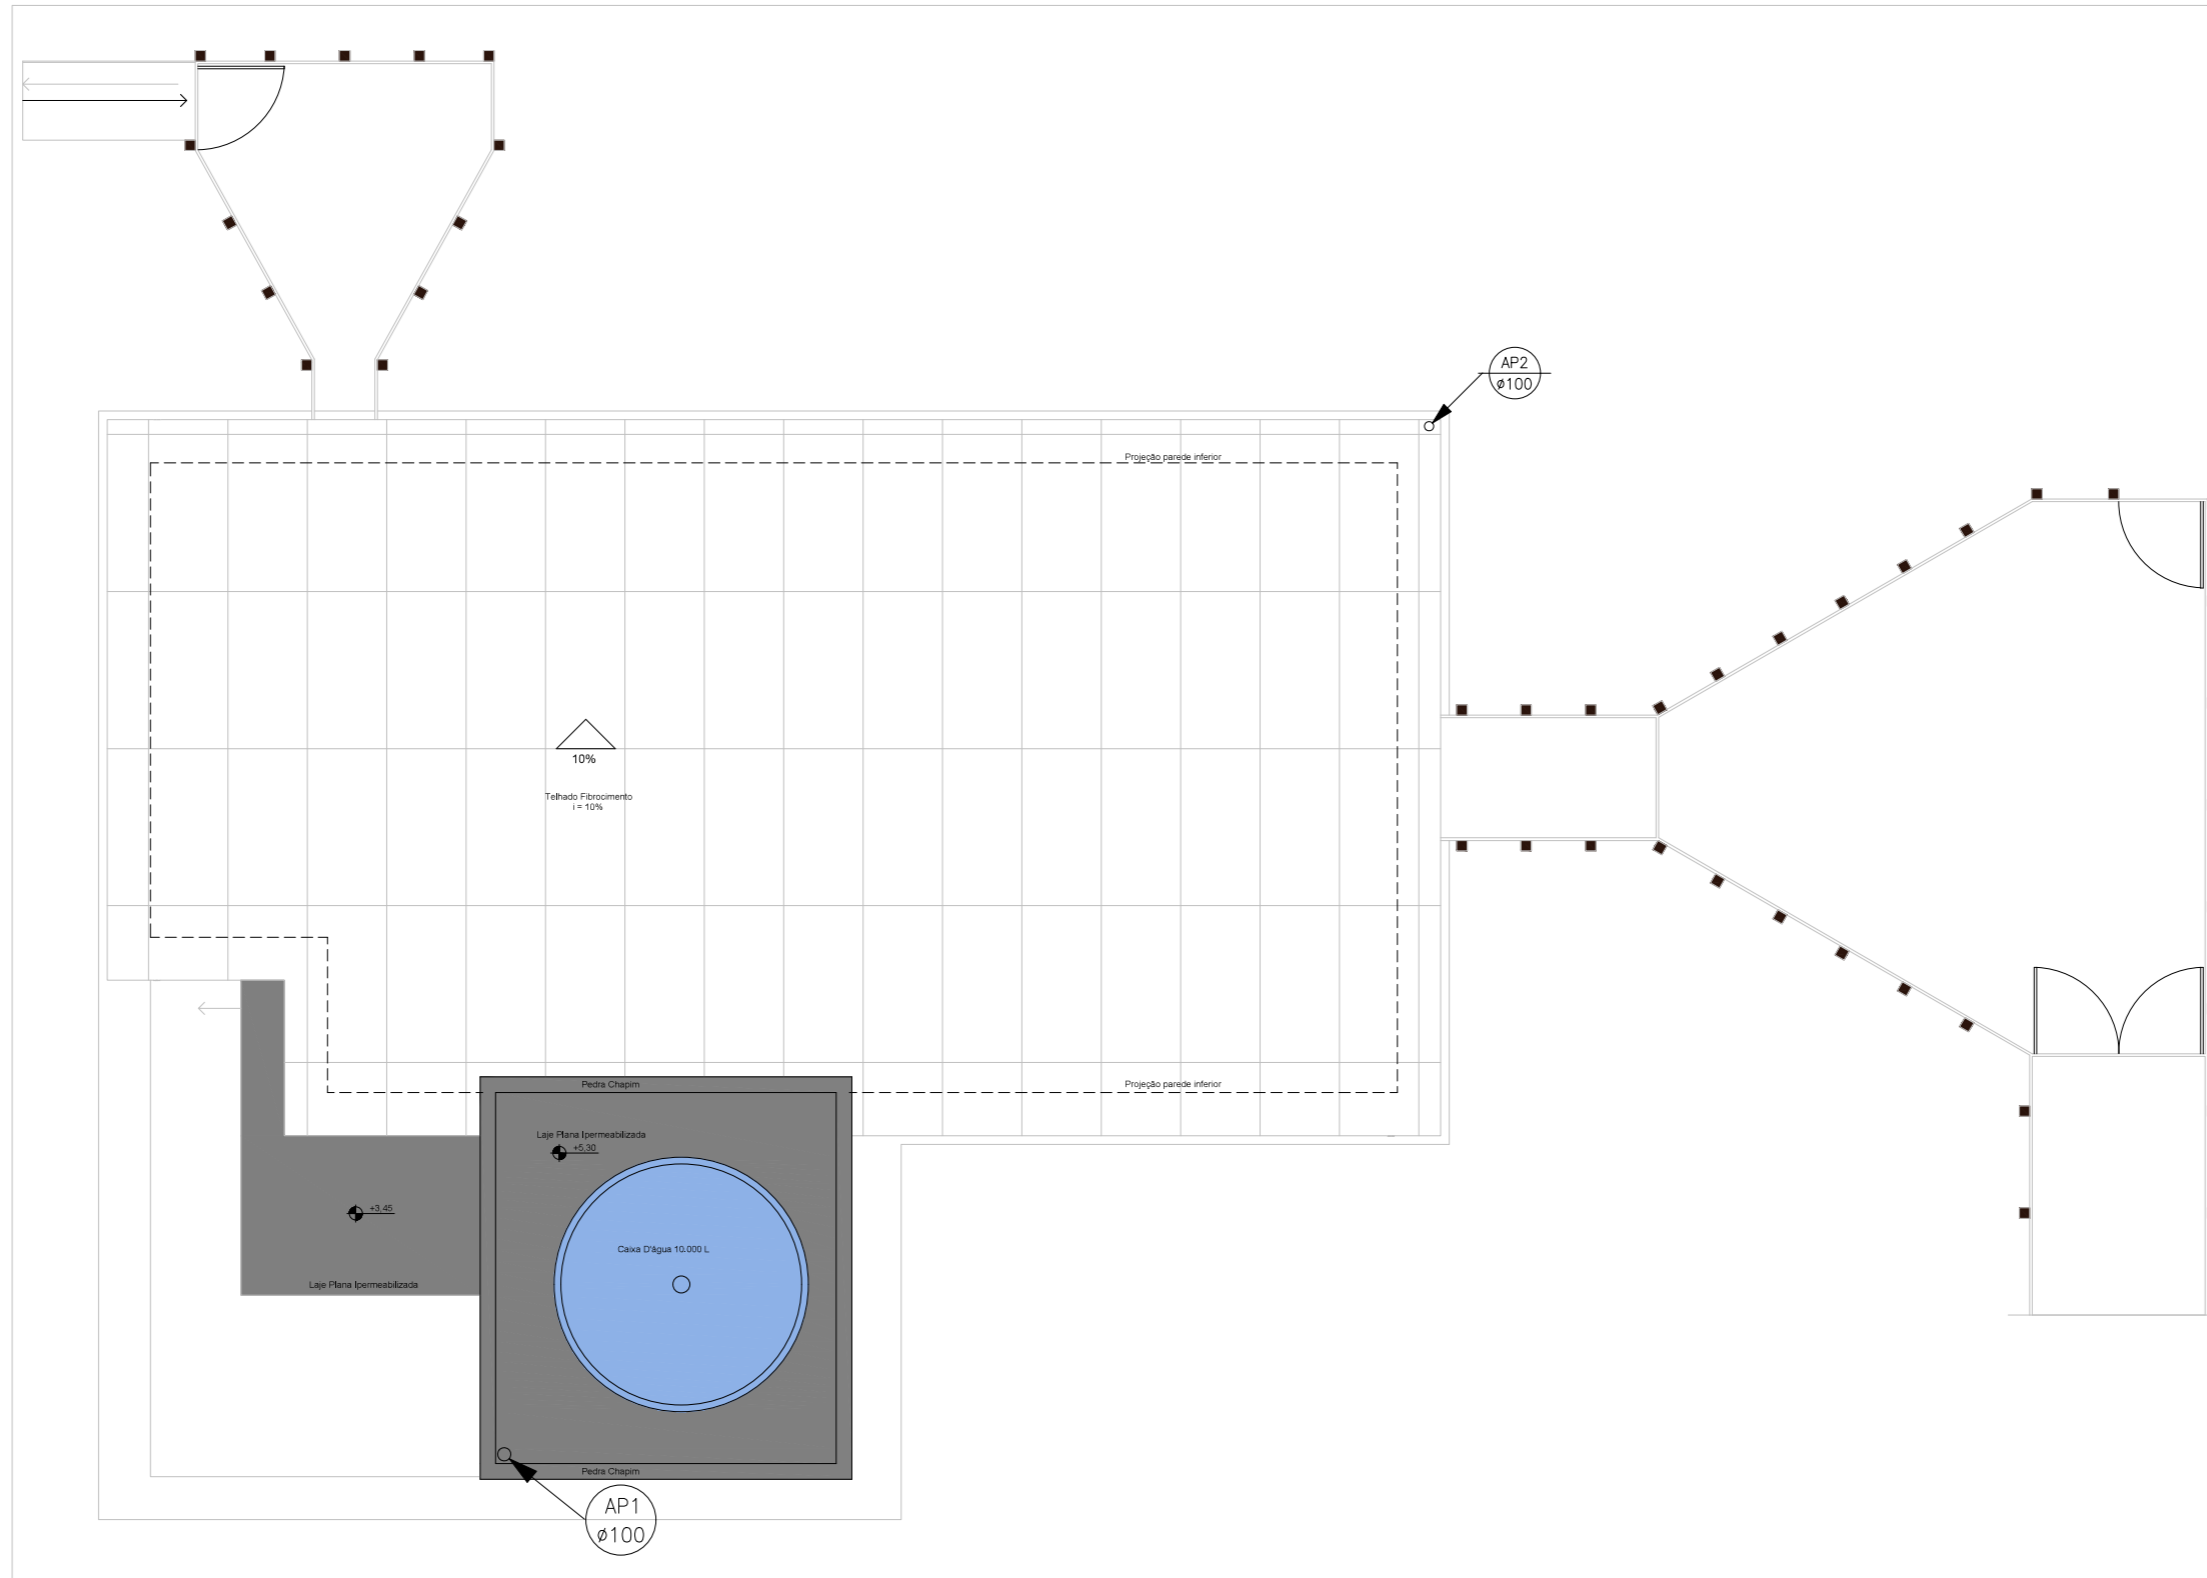 AP2
ø100
Projeção parede inferior
10%
Telhado Fibrocimento
i = 10%
Pedra Chapim
Projeção parede inferior
Laje Plana Ipermeabilizada
+5,30
+3,45
Caixa D'água 10.000 L
Laje Plana Ipermeabilizada
Pedra Chapim
AP1
ø100